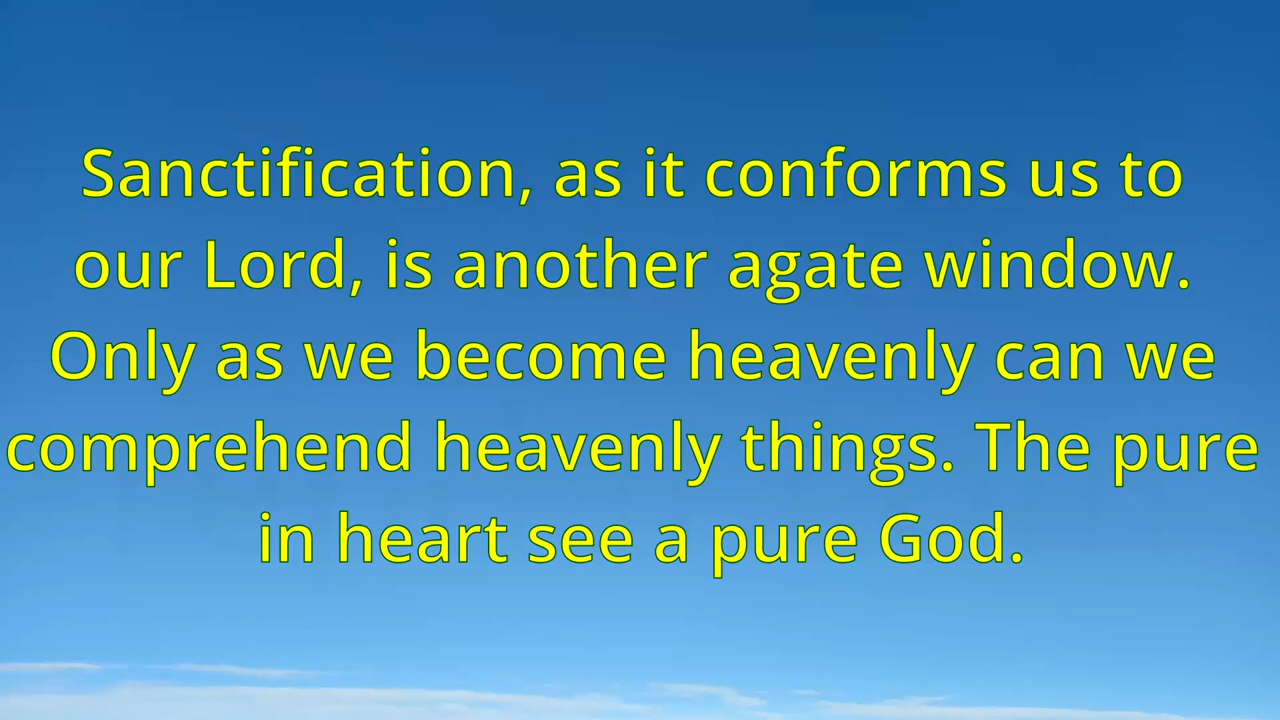 Sanctification, as it conforms us to
our Lord, is another agate window.
Only as we become heavenly can we
comprehend heavenly things. The pure
in heart see a pure God.